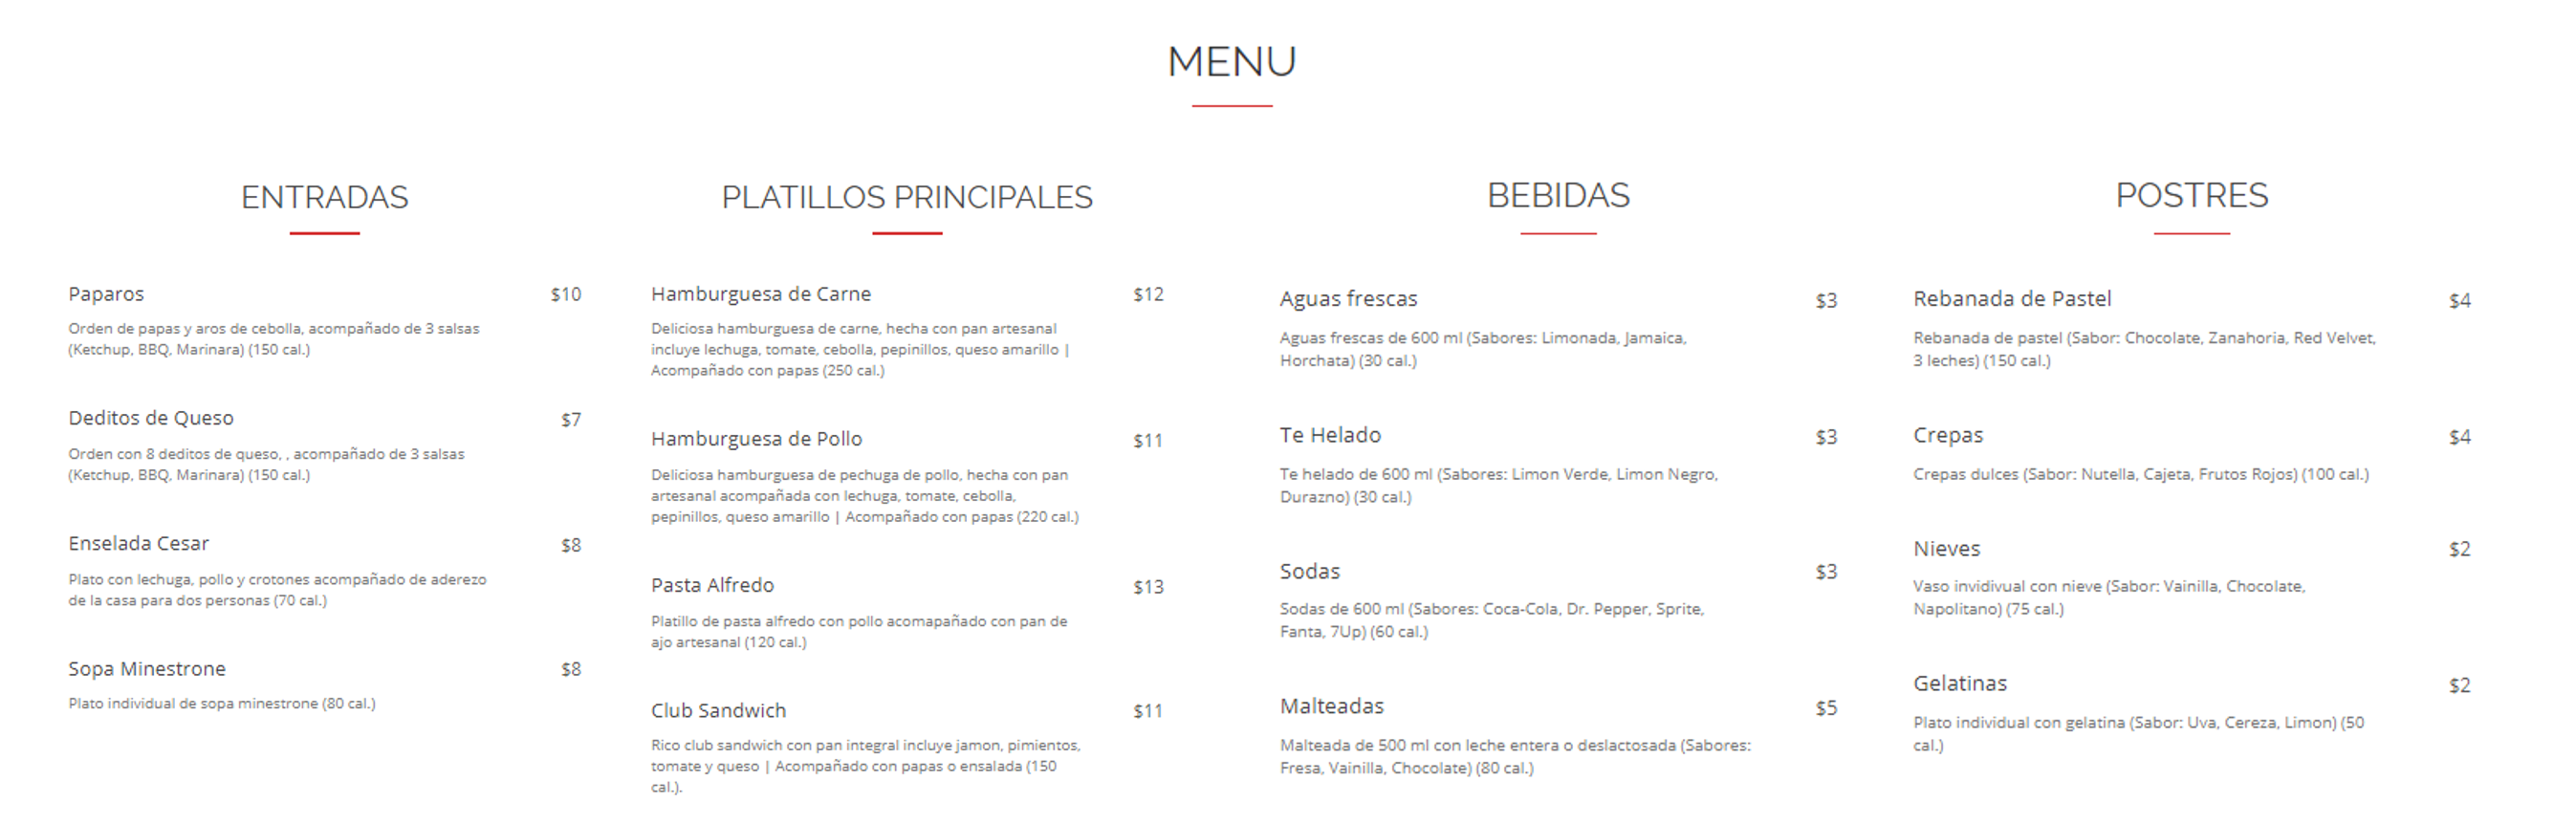 MENU
ENTRADAS
Paparos $10
Orden de papas y aros de cebolla, acompañado de 3 salsas
(Ketchup, BBQ, Marinara) (150 cal.)
Deditos de Queso $7
Orden con 8 deditos de queso, , acompañado de 3 salsas
(Ketchup, BBQ, Marinara) (150 cal.)
Enselada Cesar $8
Plato con lechuga, pollo y crotones acompañado de aderezo
de la casa para dos personas (70 cal.)
Sopa Minestrone $8
Plato individual de sopa minestrone (80 cal.)
PLATILLOS PRINCIPALES
Hamburguesa de Carne $12
Deliciosa hamburguesa de carne, hecha con pan artesanal
incluye lechuga, tomate, cebolla, pepinillos, queso amarillo |
Acompañado con papas (250 cal.)
Hamburguesa de Pollo $11
Deliciosa hamburguesa de pechuga de pollo, hecha con pan
artesanal acompañada con lechuga, tomate, cebolla,
pepinillos, queso amarillo | Acompañado con papas (220 cal.)
Pasta Alfredo $13
Platillo de pasta alfredo con pollo acomapañado con pan de
ajo artesanal (120 cal.)
Club Sandwich $11
Rico club sandwich con pan integral incluye jamon, pimientos,
tomate y queso | Acompañado con papas o ensalada (150
cal.).
BEBIDAS
Aguas frescas $3
Aguas frescas de 600 ml (Sabores: Limonada, Jamaica,
Horchata) (30 cal.)
Te Helado $3
Te helado de 600 ml (Sabores: Limon Verde, Limon Negro,
Durazno) (30 cal.)
Sodas $3
Sodas de 600 ml (Sabores: Coca-Cola, Dr. Pepper, Sprite,
Fanta, 7Up) (60 cal.)
Malteadas $5
Malteada de 500 ml con leche entera o deslactosada (Sabores:
Fresa, Vainilla, Chocolate) (80 cal.)
POSTRES
Rebanada de Pastel $4
Rebanada de pastel (Sabor: Chocolate, Zanahoria, Red Velvet,
3 leches) (150 cal.)
Crepas $4
Crepas dulces (Sabor: Nutella, Cajeta, Frutos Rojos) (100 cal.)
Nieves $2
Vaso invidivual con nieve (Sabor: Vainilla, Chocolate,
Napolitano) (75 cal.)
Gelatinas $2
Plato individual con gelatina (Sabor: Uva, Cereza, Limon) (50
cal.)